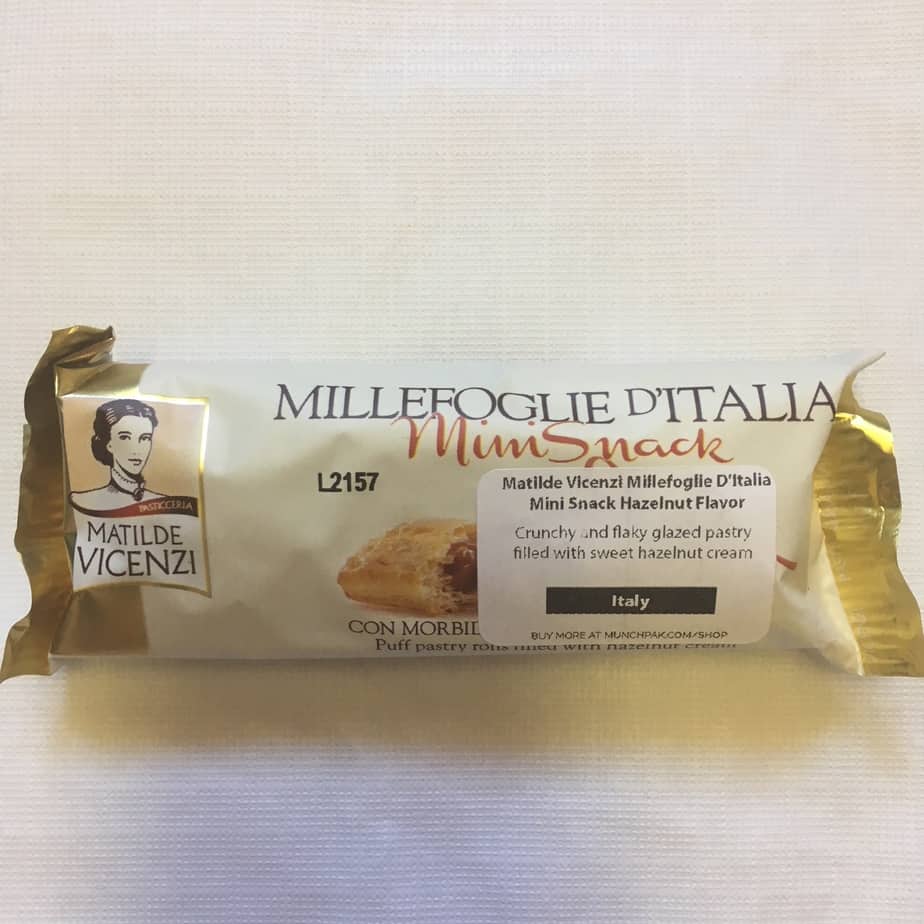 MILLEFOGLIE D'ITALIA
Mini Snack
L2157
PASTICCERIA
MATILDE
VICENZI
Matilde Vicenzi Millefoglie D'Italia
Mini Snack Hazelnut Flavor
Crunchy and flaky glazed pastry
filled with sweet hazelnut cream
Italy
BUY MORE AT MUNCHPAK.COM/SHOP
CON MORBID
Puff pastry rolls filled with hazelnut cream